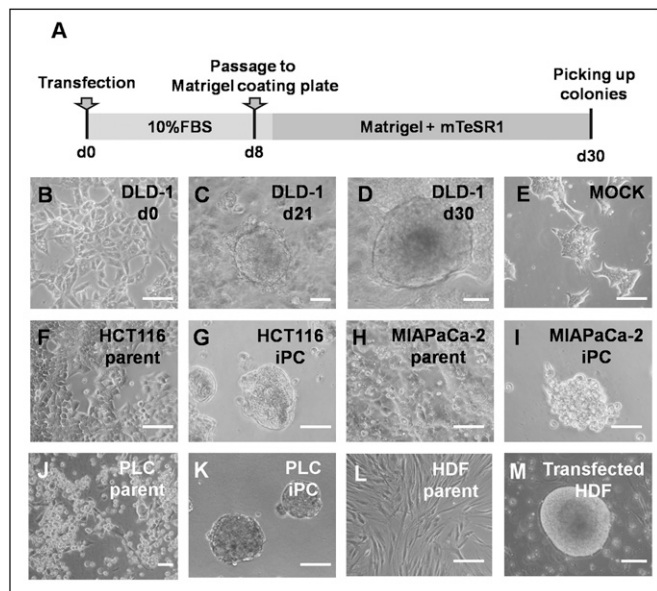 A
Transfection
Passage to
Matrigel coating plate
Picking up
colonies
10%FBS
Matrigel + mTeSR1
d0
d8
d30
B DLD-1
d0
C DLD-1
d21
D DLD-1
d30
E MOCK
F HCT116
parent
G HCT116
iPC
H MIAPaCa-2
parent
I MIAPaCa-2
iPC
J PLC
parent
K PLC
iPC
L HDF
parent
M Transfected
HDF